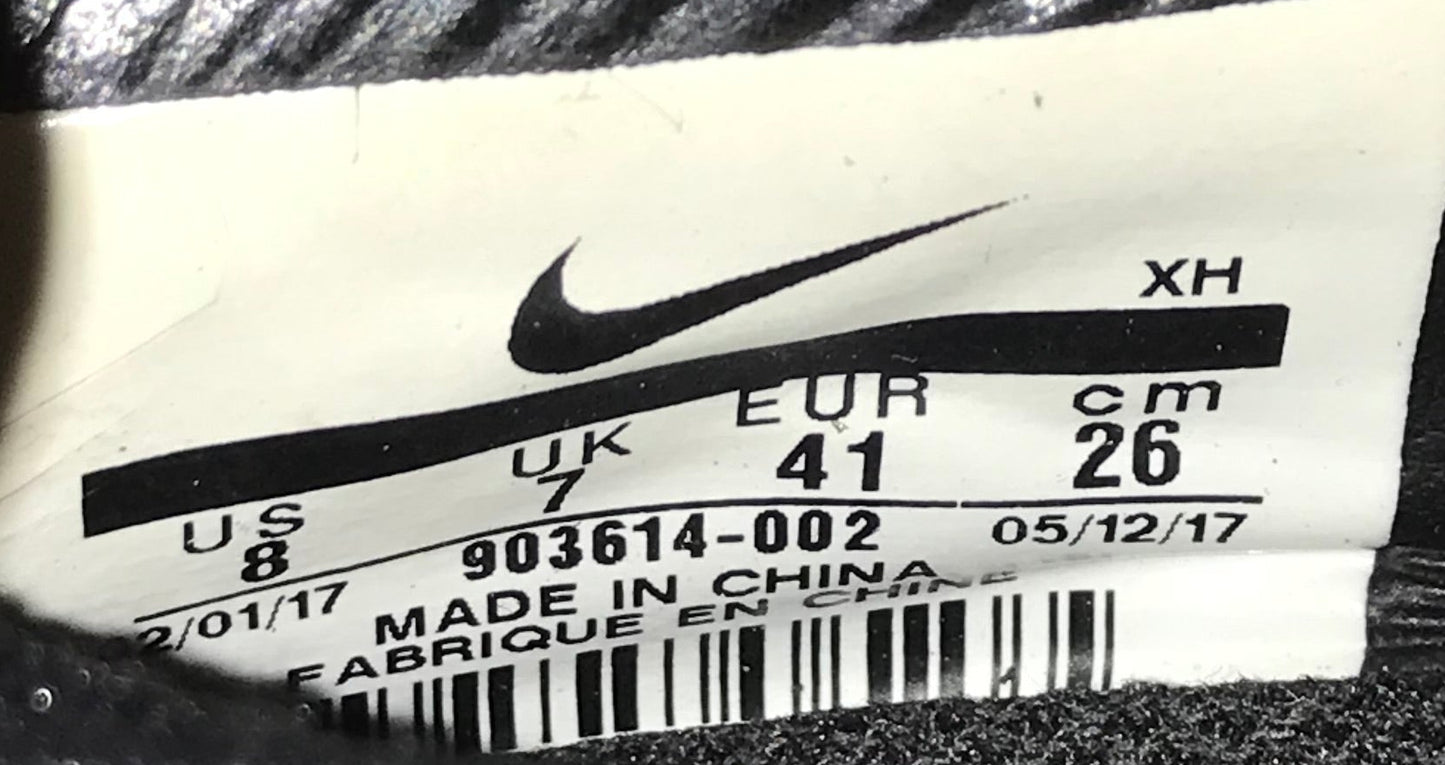 XH
US UK EUR cm
8 7 41 26
2/01/17 903614-002 05/12/17
MADE IN CHINA
FABRIQUE EN CHINE